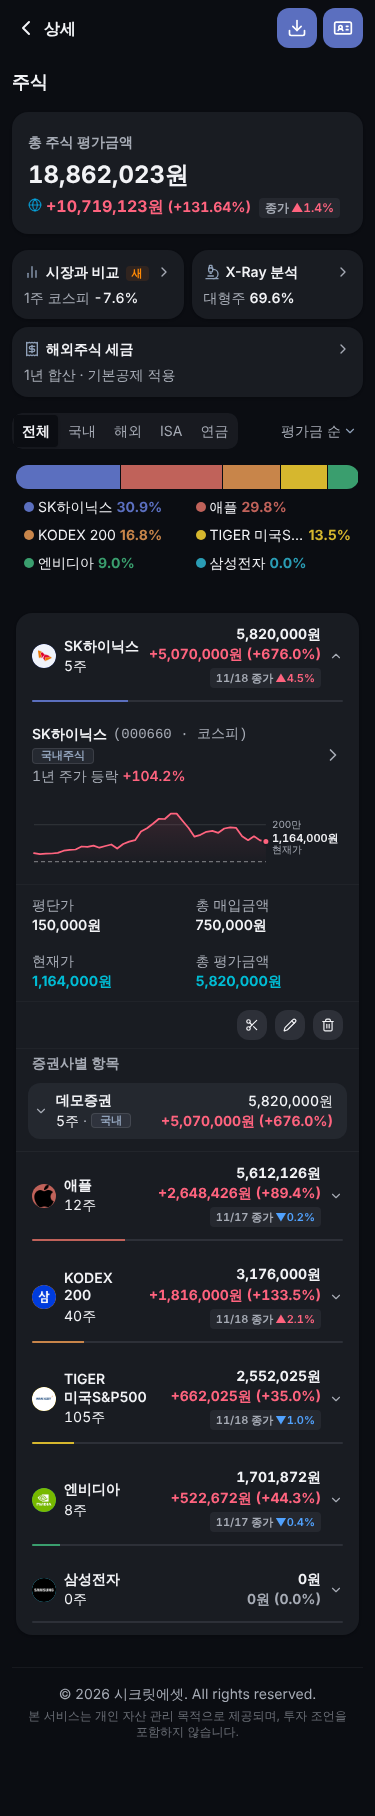 상세
주식
총 주식 평가금액
18,862,023원
+10,719,123원 (+131.64%) 종가 ▲1.4%
시장과 비교 새
1주 코스피 -7.6%
X-Ray 분석
대형주 69.6%
해외주식 세금
1년 합산 · 기본공제 적용
전체 국내 해외 ISA 연금 평가금 순
SK하이닉스 30.9% 애플 29.8%
KODEX 200 16.8% TIGER 미국S... 13.5%
엔비디아 9.0% 삼성전자 0.0%
5,820,000원
SK하이닉스 +5,070,000원 (+676.0%)
5주 11/18 종가 ▲4.5%
SK하이닉스 (000660 · 코스피)
국내주식
1년 주가 등락 +104.2%
200만
1,164,000원
현재가
평단가 총 매입금액
150,000원 750,000원
현재가 총 평가금액
1,164,000원 5,820,000원
증권사별 항목
데모증권 5,820,000원
5주 · 국내 +5,070,000원 (+676.0%)
5,612,126원
애플 +2,648,426원 (+89.4%)
12주 11/17 종가 ▼0.2%
KODEX 3,176,000원
200 +1,816,000원 (+133.5%)
40주 11/18 종가 ▲2.1%
삼
TIGER 2,552,025원
미국S&P500 +662,025원 (+35.0%)
105주 11/18 종가 ▼1.0%
1,701,872원
엔비디아 +522,672원 (+44.3%)
8주 11/17 종가 ▼0.4%
삼성전자 0원
0주 0원 (0.0%)
© 2026 시크릿에셋. All rights reserved.
본 서비스는 개인 자산 관리 목적으로 제공되며, 투자 조언을
포함하지 않습니다.